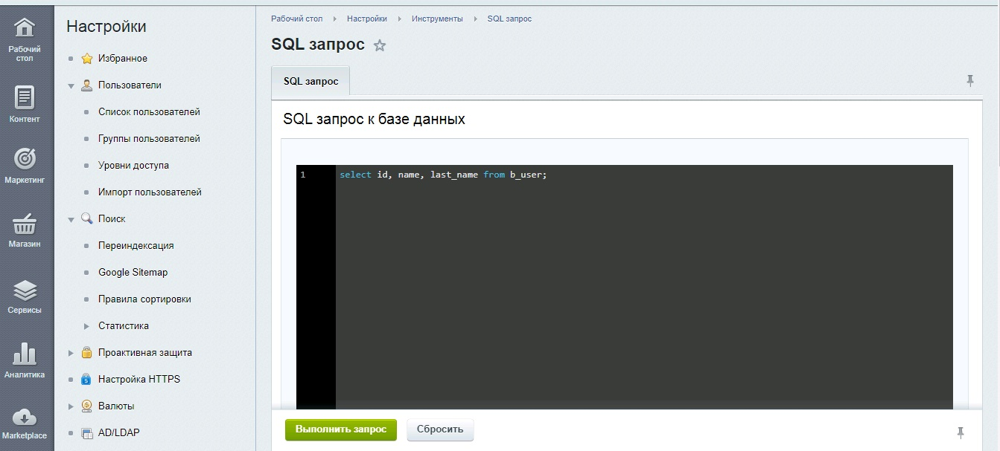 Рабочий
стол
Контент
Маркетинг
Магазин
Сервисы
Аналитика
Marketplace
Настройки
Избранное
Пользователи
Список пользователей
Группы пользователей
Уровни доступа
Импорт пользователей
Поиск
Переиндексация
Google Sitemap
Правила сортировки
Статистика
Проактивная защита
Настройка HTTPS
Валюты
AD/LDAP
Рабочий стол Настройки Инструменты SQL запрос
SQL запрос
SQL запрос
SQL запрос к базе данных
1 select id, name, last_name from b_user;
Выполнить запрос Сбросить